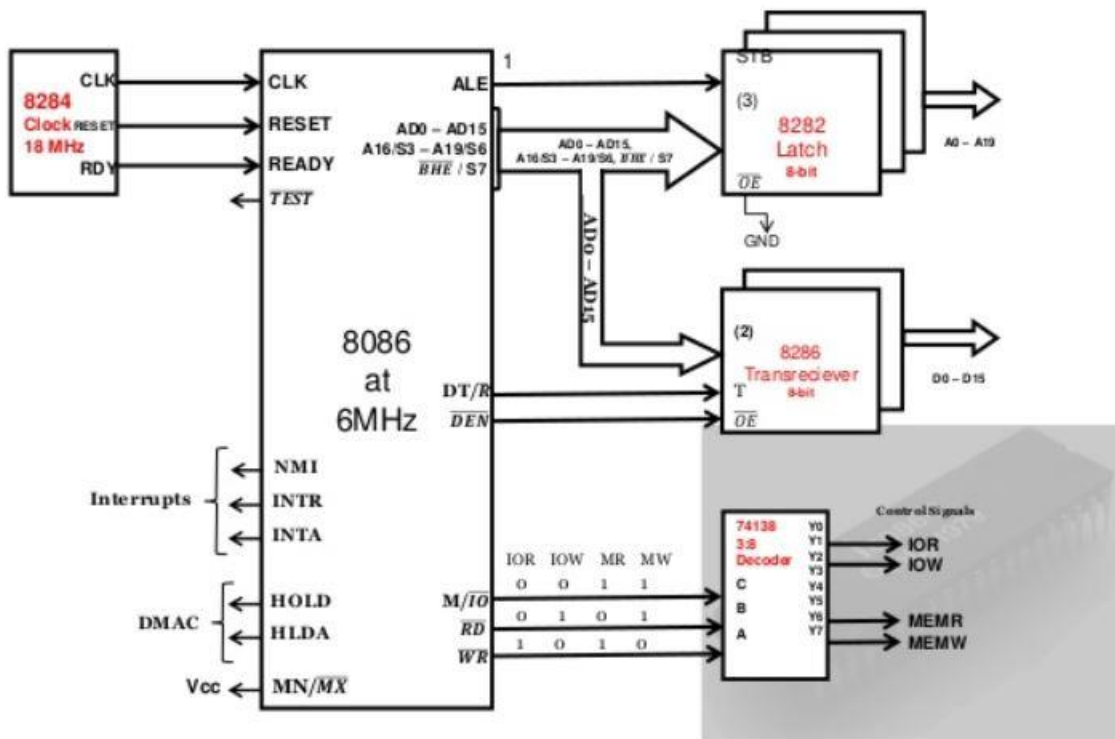 8284
Clock
18 MHz
CLK
RESET
RDY
CLK
RESET
READY
TEST
8086
at
6MHz
1
ALE
AD0 – AD15
A16/S3 – A19/S6
BHE / S7
AD0 – AD15,
A16/S3 – A19/S6, BHE / S7
AD0 – AD15
STB
(3)
8282
Latch
8-bit
OE
GND
A0 – A19
(2)
8286
Transreciever
8-bit
T
OE
D0 – D15
DT/R
DEN
Interrupts
NMI
INTR
INTA
DMAC
HOLD
HLDA
Vcc
MN/MX
IOR IOW MR MW
M/IO 0 0 1 1
RD 0 1 0 1
WR 1 0 1 0
74138
3:8
Decoder
C
B
A
Y0
Y1
Y2
Y3
Y4
Y5
Y6
Y7
Control Signals
IOR
IOW
MEMR
MEMW